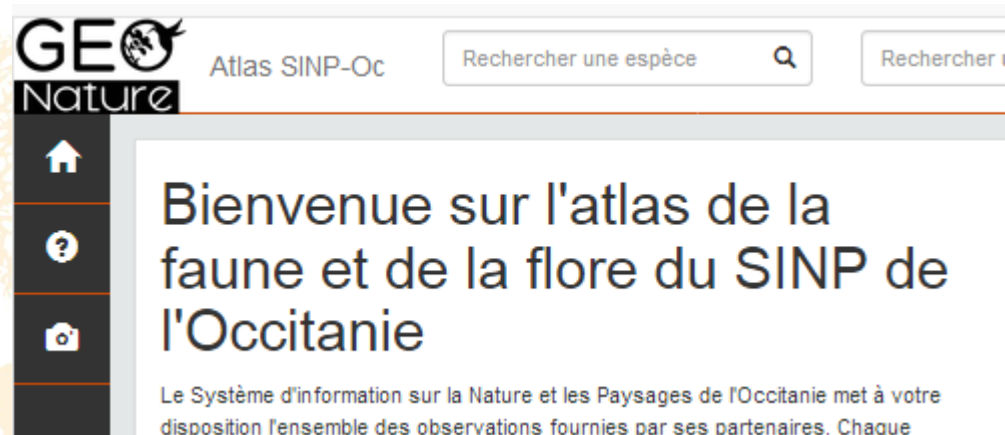 GEO
Nature
Atlas SINP-Oc
Rechercher une espèce
Rechercher
Bienvenue sur l'atlas de la
faune et de la flore du SINP de
l'Occitanie
Le Système d'information sur la Nature et les Paysages de l'Occitanie met à votre
disposition l'ensemble des observations fournies par ses partenaires. Chaque